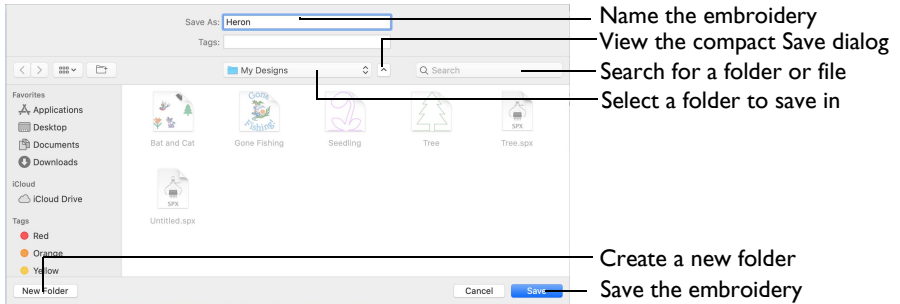 Save As: Heron
Name the embroidery
Tags:
View the compact Save dialog
My Designs
Search
Search for a folder or file
Select a folder to save in
Favorites
Applications
Desktop
Documents
Downloads
iCloud
iCloud Drive
Tags
Red
Orange
Yellow
Gone Fishing!
SPX
Bat and Cat
Gone Fishing
Seedling
Tree
Tree.spx
SPX
Untitled.spx
Create a new folder
New Folder
Cancel
Save
Save the embroidery